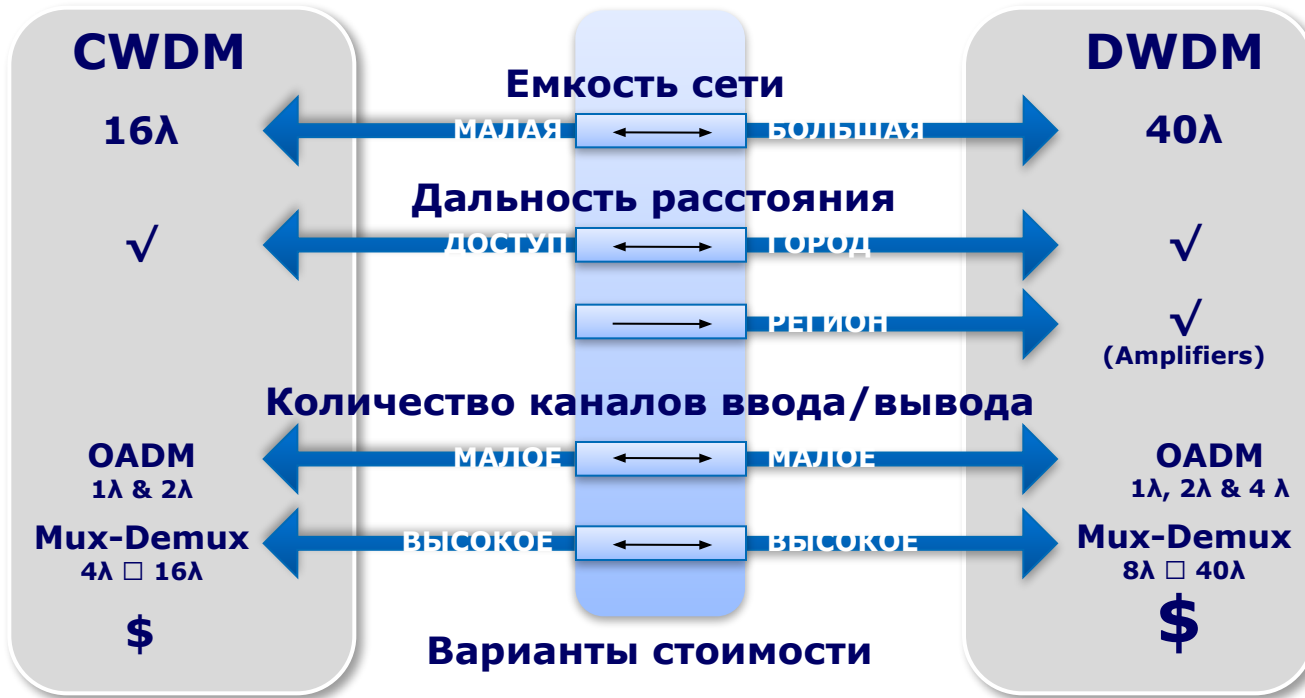 CWDM
DWDM
Емкость сети
16λ
МАЛАЯ
БОЛЬШАЯ
40λ
Дальность расстояния
√
ДОСТУП
ГОРОД
√
РЕГИОН
√
(Amplifiers)
Количество каналов ввода/вывода
OADM
1λ & 2λ
МАЛОЕ
МАЛОЕ
OADM
1λ, 2λ & 4 λ
Mux-Demux
4λ □ 16λ
ВЫСОКОЕ
ВЫСОКОЕ
Mux-Demux
8λ □ 40λ
$
$
Варианты стоимости